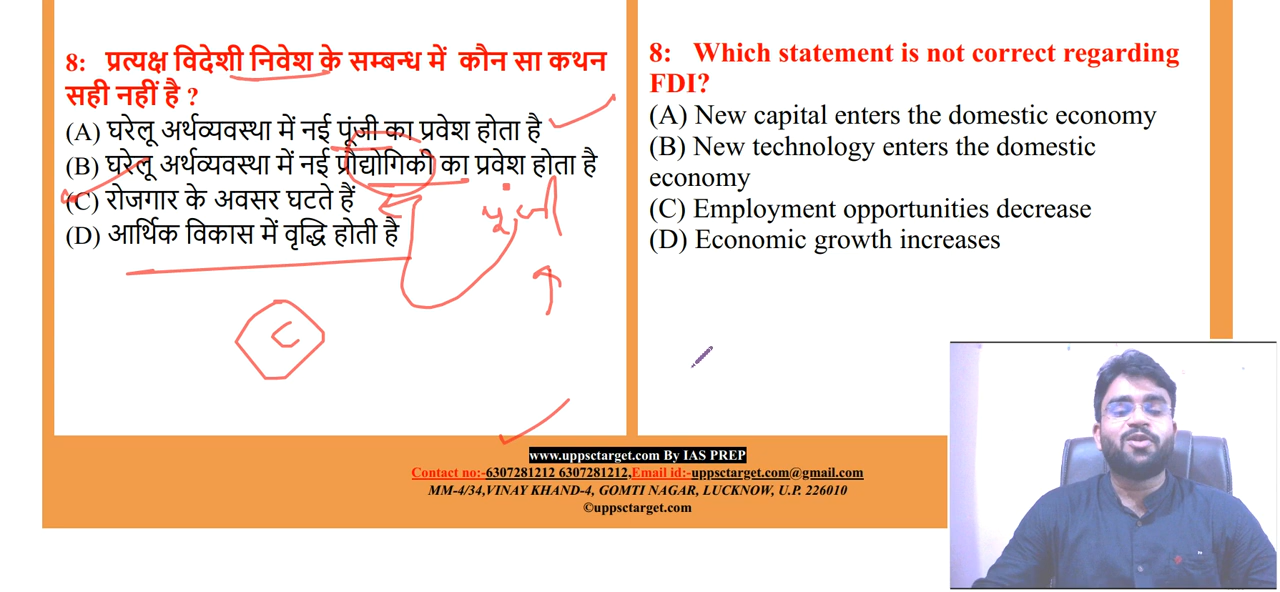 8: प्रत्यक्ष विदेशी निवेश के सम्बन्ध में कौन सा कथन
सही नहीं है ?
(A) घरेलू अर्थव्यवस्था में नई पूंजी का प्रवेश होता है
(B) घरेलू अर्थव्यवस्था में नई प्रौद्योगिकी का प्रवेश होता है
(C) रोजगार के अवसर घटते हैं
(D) आर्थिक विकास में वृद्धि होती है
पूंजी
C
8: Which statement is not correct regarding
FDI?
(A) New capital enters the domestic economy
(B) New technology enters the domestic
economy
(C) Employment opportunities decrease
(D) Economic growth increases
www.uppsctarget.com By IAS PREP
Contact no:-6307281212 6307281212,Email id:-uppsctarget.com@gmail.com
MM-4/34,VINAY KHAND-4, GOMTI NAGAR, LUCKNOW, U.P. 226010
©uppsctarget.com